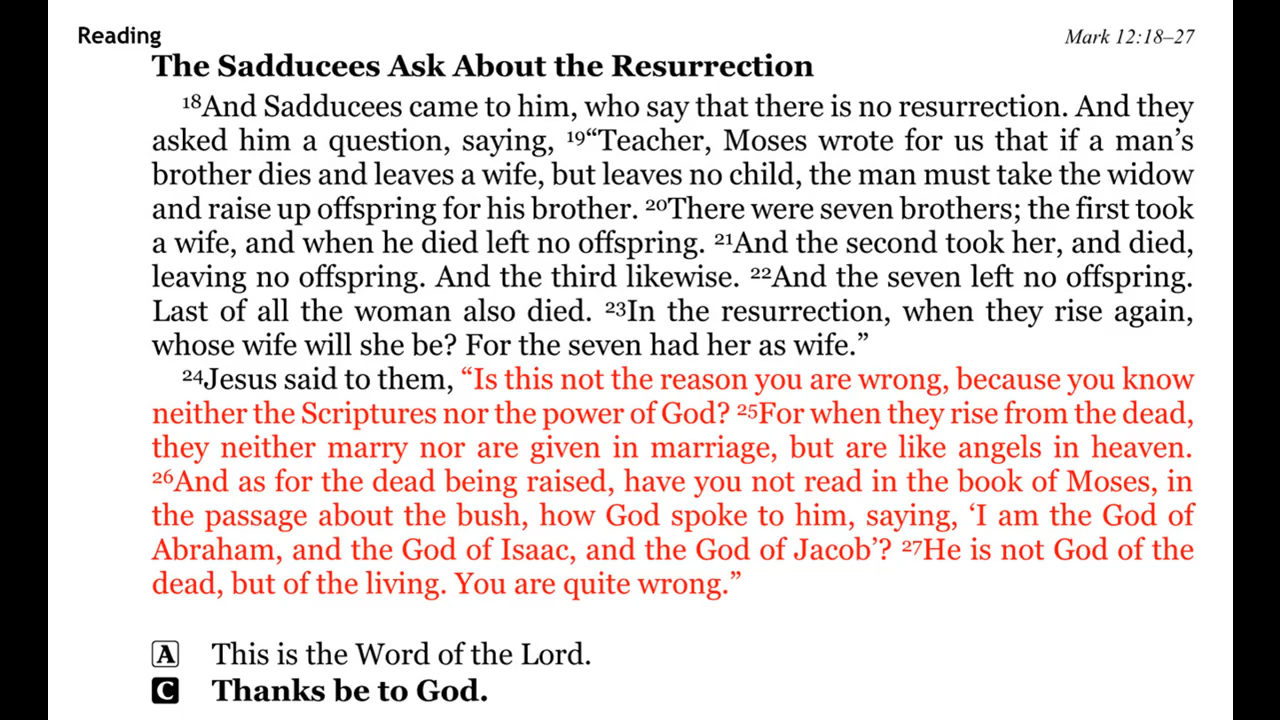 Reading
Mark 12:18–27
The Sadducees Ask About the Resurrection
18And Sadducees came to him, who say that there is no resurrection. And they
asked him a question, saying, 19“Teacher, Moses wrote for us that if a man’s
brother dies and leaves a wife, but leaves no child, the man must take the widow
and raise up offspring for his brother. 20There were seven brothers; the first took
a wife, and when he died left no offspring. 21And the second took her, and died,
leaving no offspring. And the third likewise. 22And the seven left no offspring.
Last of all the woman also died. 23In the resurrection, when they rise again,
whose wife will she be? For the seven had her as wife.”
24Jesus said to them, “Is this not the reason you are wrong, because you know
neither the Scriptures nor the power of God? 25For when they rise from the dead,
they neither marry nor are given in marriage, but are like angels in heaven.
26And as for the dead being raised, have you not read in the book of Moses, in
the passage about the bush, how God spoke to him, saying, ‘I am the God of
Abraham, and the God of Isaac, and the God of Jacob’? 27He is not God of the
dead, but of the living. You are quite wrong.”
A This is the Word of the Lord.
C Thanks be to God.